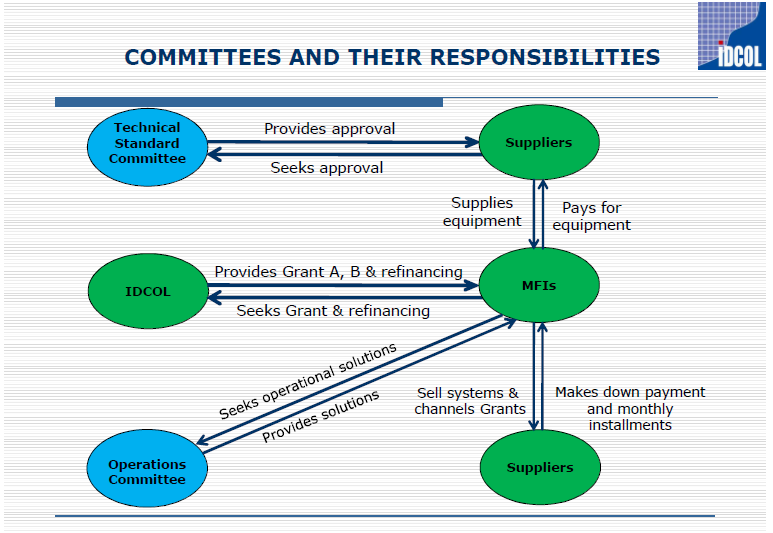 COMMITTEES AND THEIR RESPONSIBILITIES
iDCOL
Technical
Standard
Committee
Provides approval
Seeks approval
Suppliers
Supplies
equipment
Pays for
equipment
IDCOL
Provides Grant A, B & refinancing
Seeks Grant & refinancing
MFIs
Seeks operational solutions
Provides solutions
Sell systems &
channels Grants
Makes down payment
and monthly
installments
Operations
Committee
Suppliers